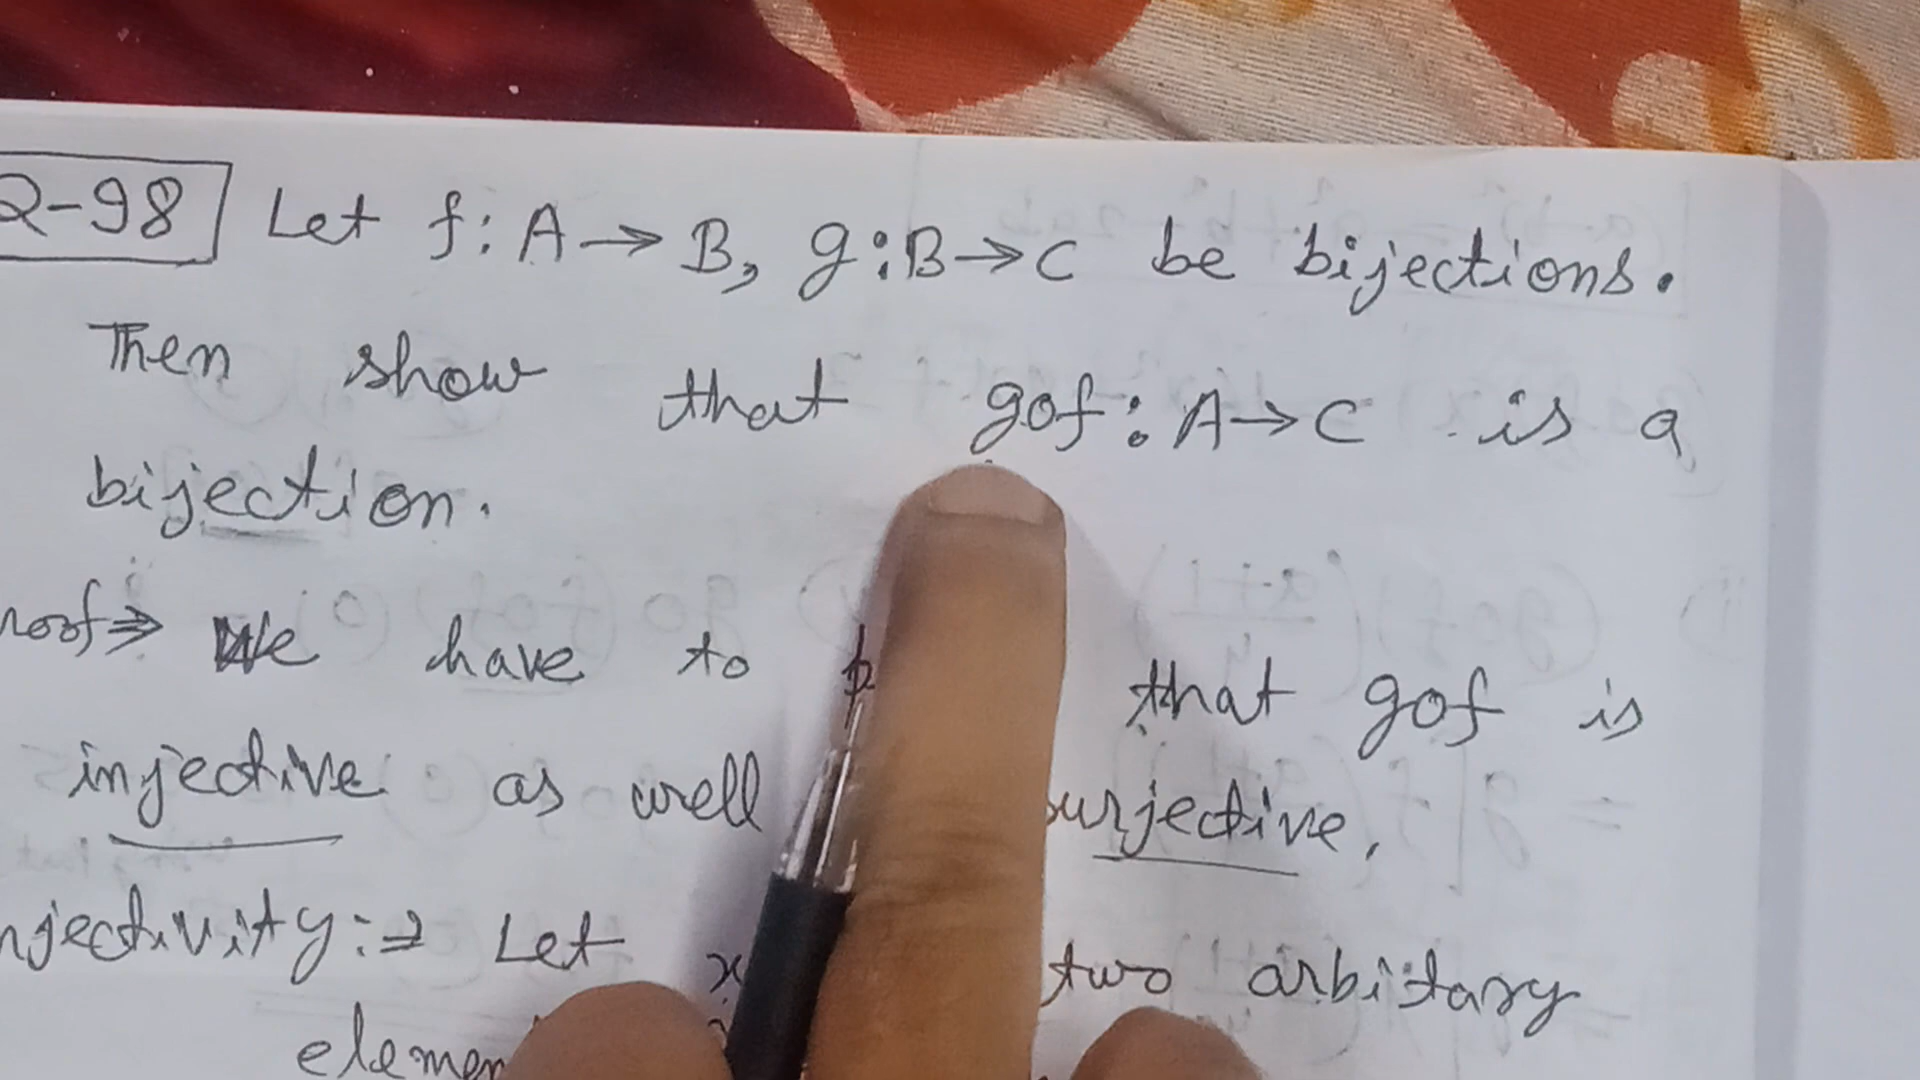 Q-98 Let f: A → B, g: B → C be bijections.
Then show that gof: A → C is a
bijection.
roof ⇒ We have to that gof is
injective as well surjective.
njectivity:⇒ Let x two arbitary
elemen